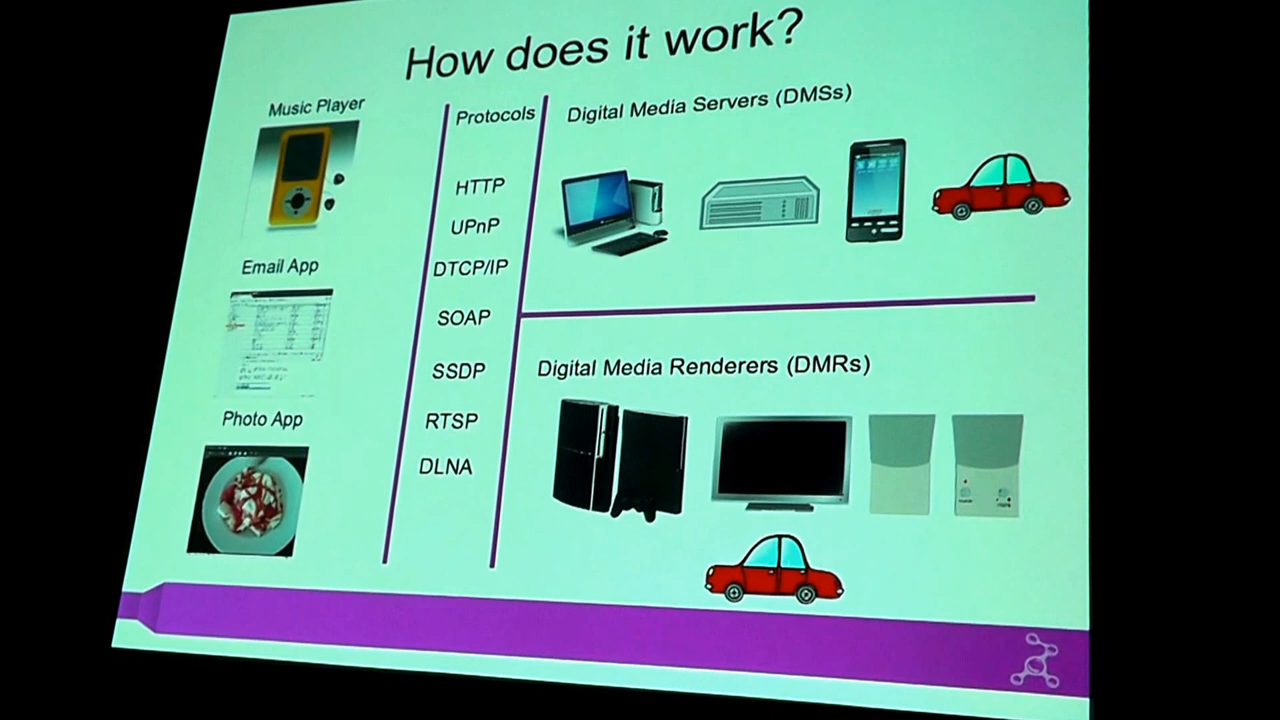 How does it work?
Music Player
Email App
Photo App
Protocols
HTTP
UPnP
DTCP/IP
SOAP
SSDP
RTSP
DLNA
Digital Media Servers (DMSs)
Digital Media Renderers (DMRs)